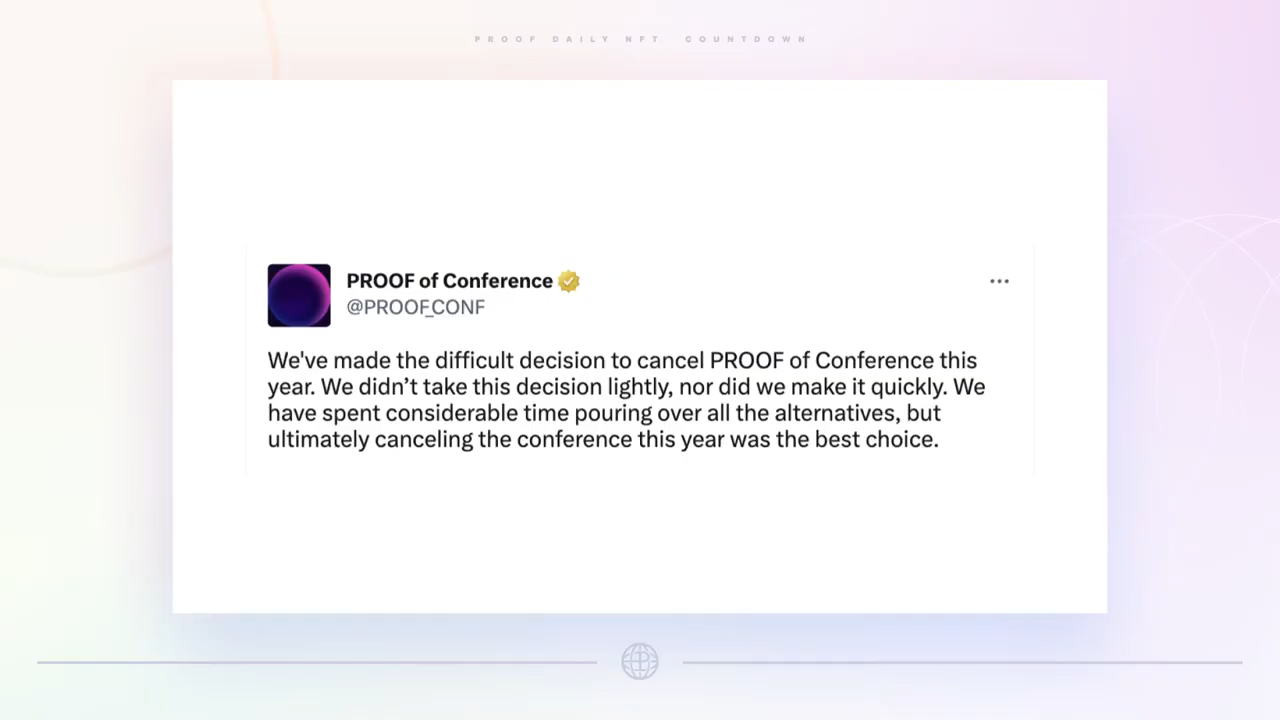 PROOF DAILY NFT COUNTDOWN
PROOF of Conference
@PROOF_CONF
We've made the difficult decision to cancel PROOF of Conference this
year. We didn’t take this decision lightly, nor did we make it quickly. We
have spent considerable time pouring over all the alternatives, but
ultimately canceling the conference this year was the best choice.